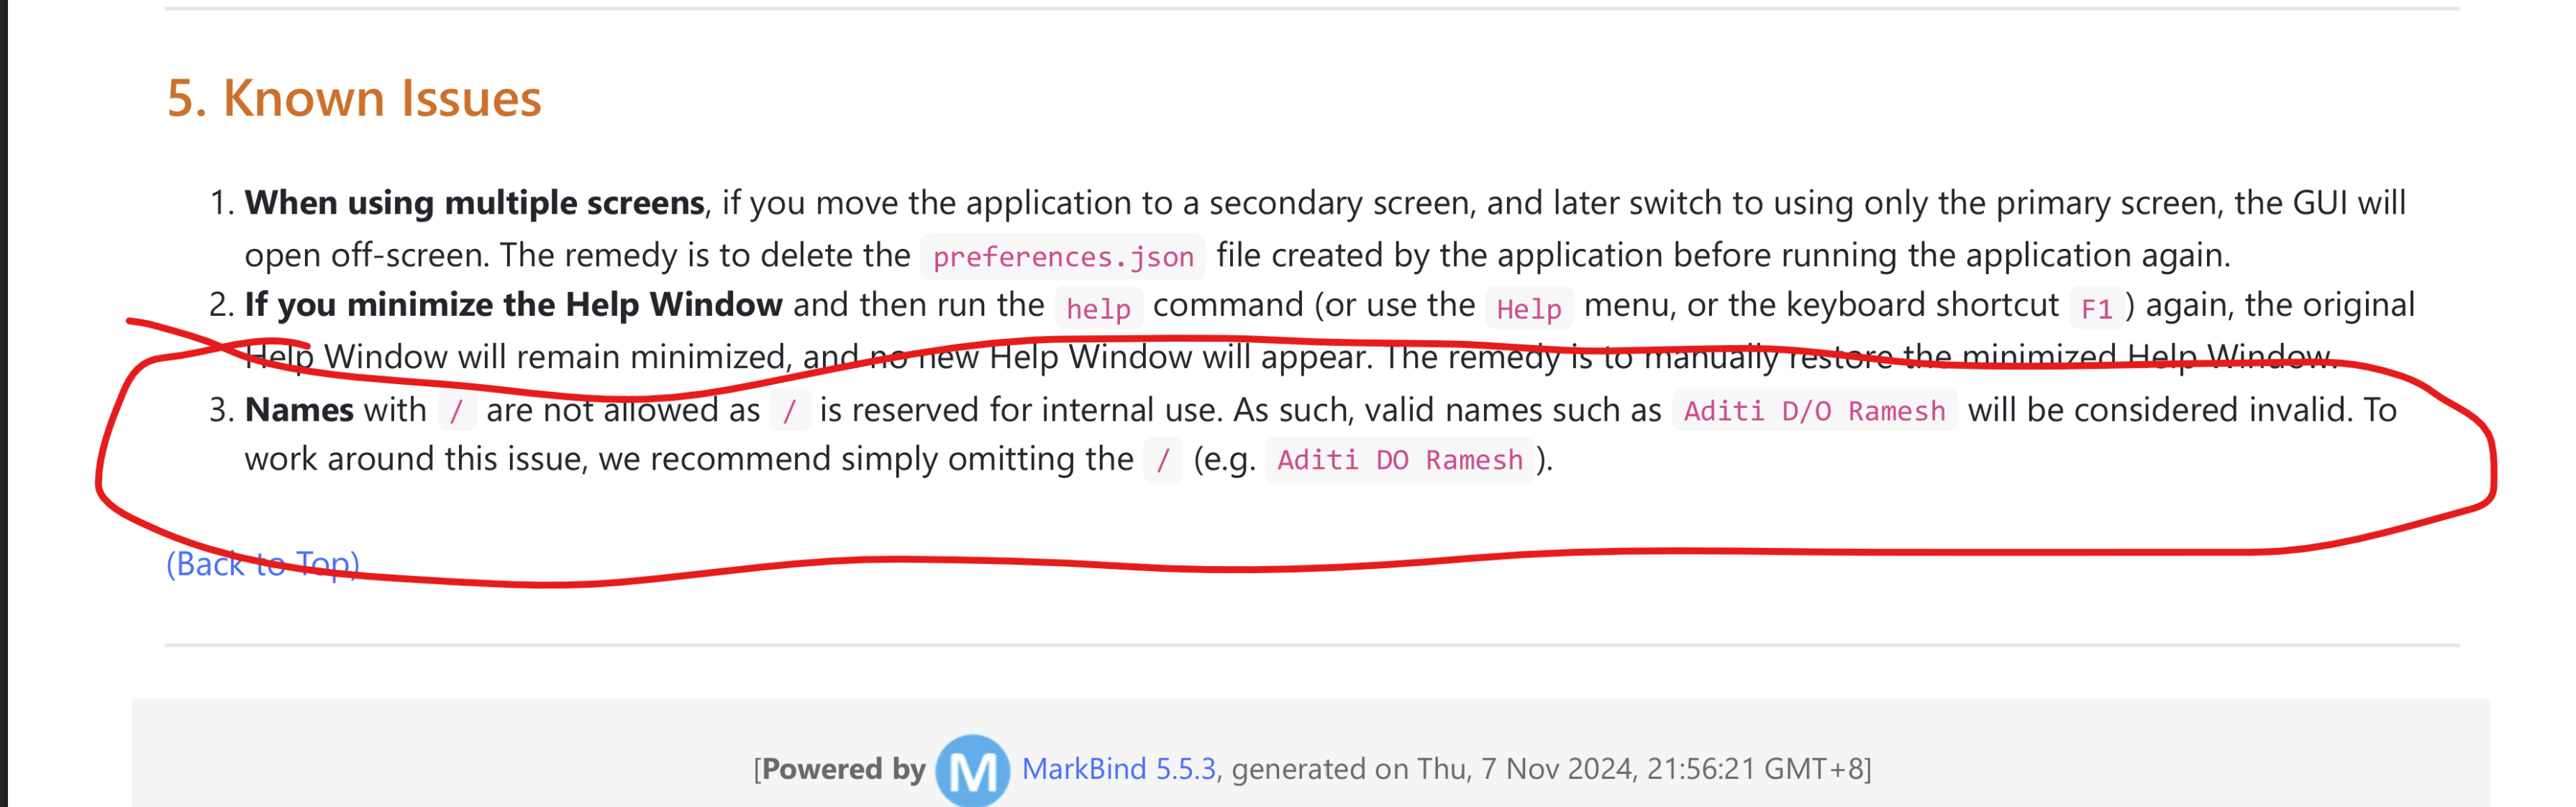 5. Known Issues
1. When using multiple screens, if you move the application to a secondary screen, and later switch to using only the primary screen, the GUI will
open off-screen. The remedy is to delete the preferences.json file created by the application before running the application again.
2. If you minimize the Help Window and then run the help command (or use the Help menu, or the keyboard shortcut F1 ) again, the original
Help Window will remain minimized, and no new Help Window will appear. The remedy is to manually restore the minimized Help Window.
3. Names with / are not allowed as / is reserved for internal use. As such, valid names such as Aditi D/O Ramesh will be considered invalid. To
work around this issue, we recommend simply omitting the / (e.g. Aditi DO Ramesh ).
(Back to Top)
[Powered by M MarkBind 5.5.3, generated on Thu, 7 Nov 2024, 21:56:21 GMT+8]